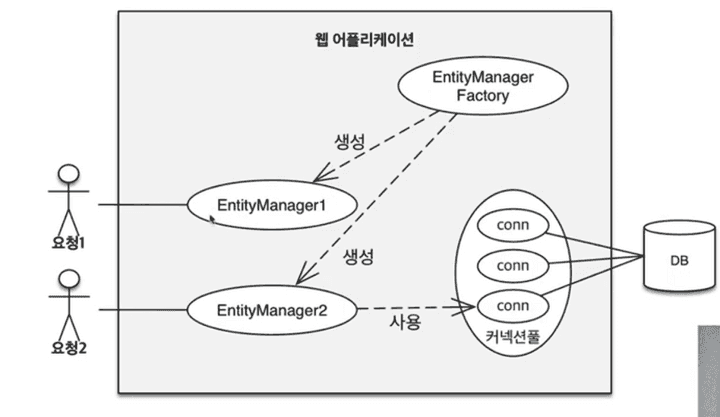 웹 어플리케이션
EntityManager
Factory
생성
EntityManager1
요청1
conn
생성
conn
DB
EntityManager2
conn
사용
커넥션풀
요청2